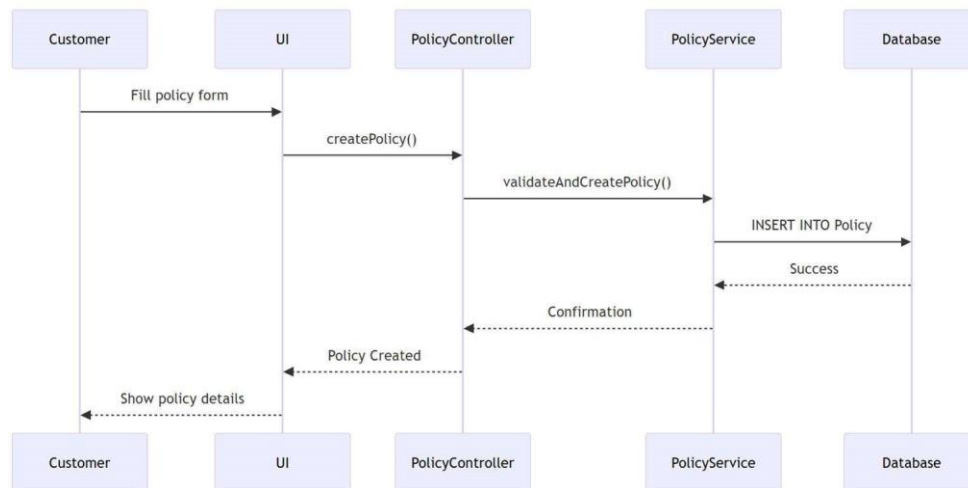 Customer UI PolicyController PolicyService Database
Fill policy form
createPolicy()
validateAndCreatePolicy()
INSERT INTO Policy
Success
Confirmation
Policy Created
Show policy details
Customer UI PolicyController PolicyService Database